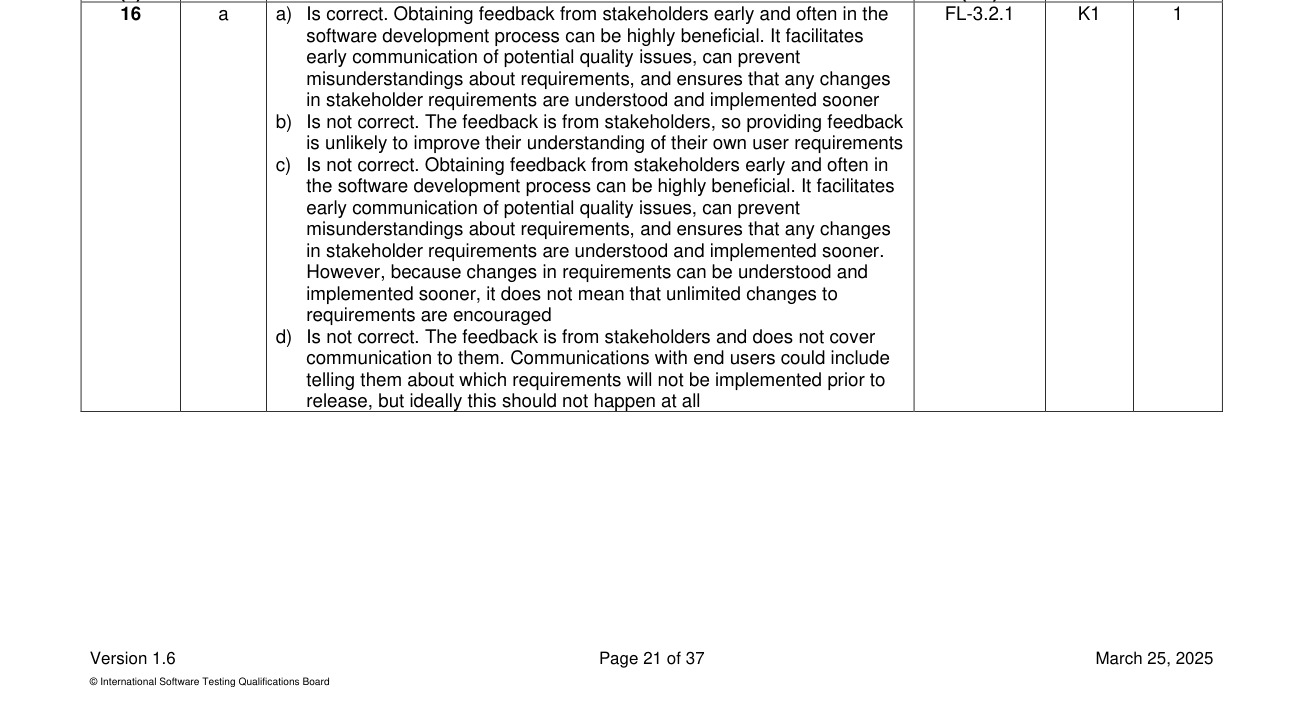 16 a a) Is correct. Obtaining feedback from stakeholders early and often in the FL-3.2.1 K1 1
software development process can be highly beneficial. It facilitates
early communication of potential quality issues, can prevent
misunderstandings about requirements, and ensures that any changes
in stakeholder requirements are understood and implemented sooner
b) Is not correct. The feedback is from stakeholders, so providing feedback
is unlikely to improve their understanding of their own user requirements
c) Is not correct. Obtaining feedback from stakeholders early and often in
the software development process can be highly beneficial. It facilitates
early communication of potential quality issues, can prevent
misunderstandings about requirements, and ensures that any changes
in stakeholder requirements are understood and implemented sooner.
However, because changes in requirements can be understood and
implemented sooner, it does not mean that unlimited changes to
requirements are encouraged
d) Is not correct. The feedback is from stakeholders and does not cover
communication to them. Communications with end users could include
telling them about which requirements will not be implemented prior to
release, but ideally this should not happen at all
Version 1.6 Page 21 of 37 March 25, 2025
© International Software Testing Qualifications Board